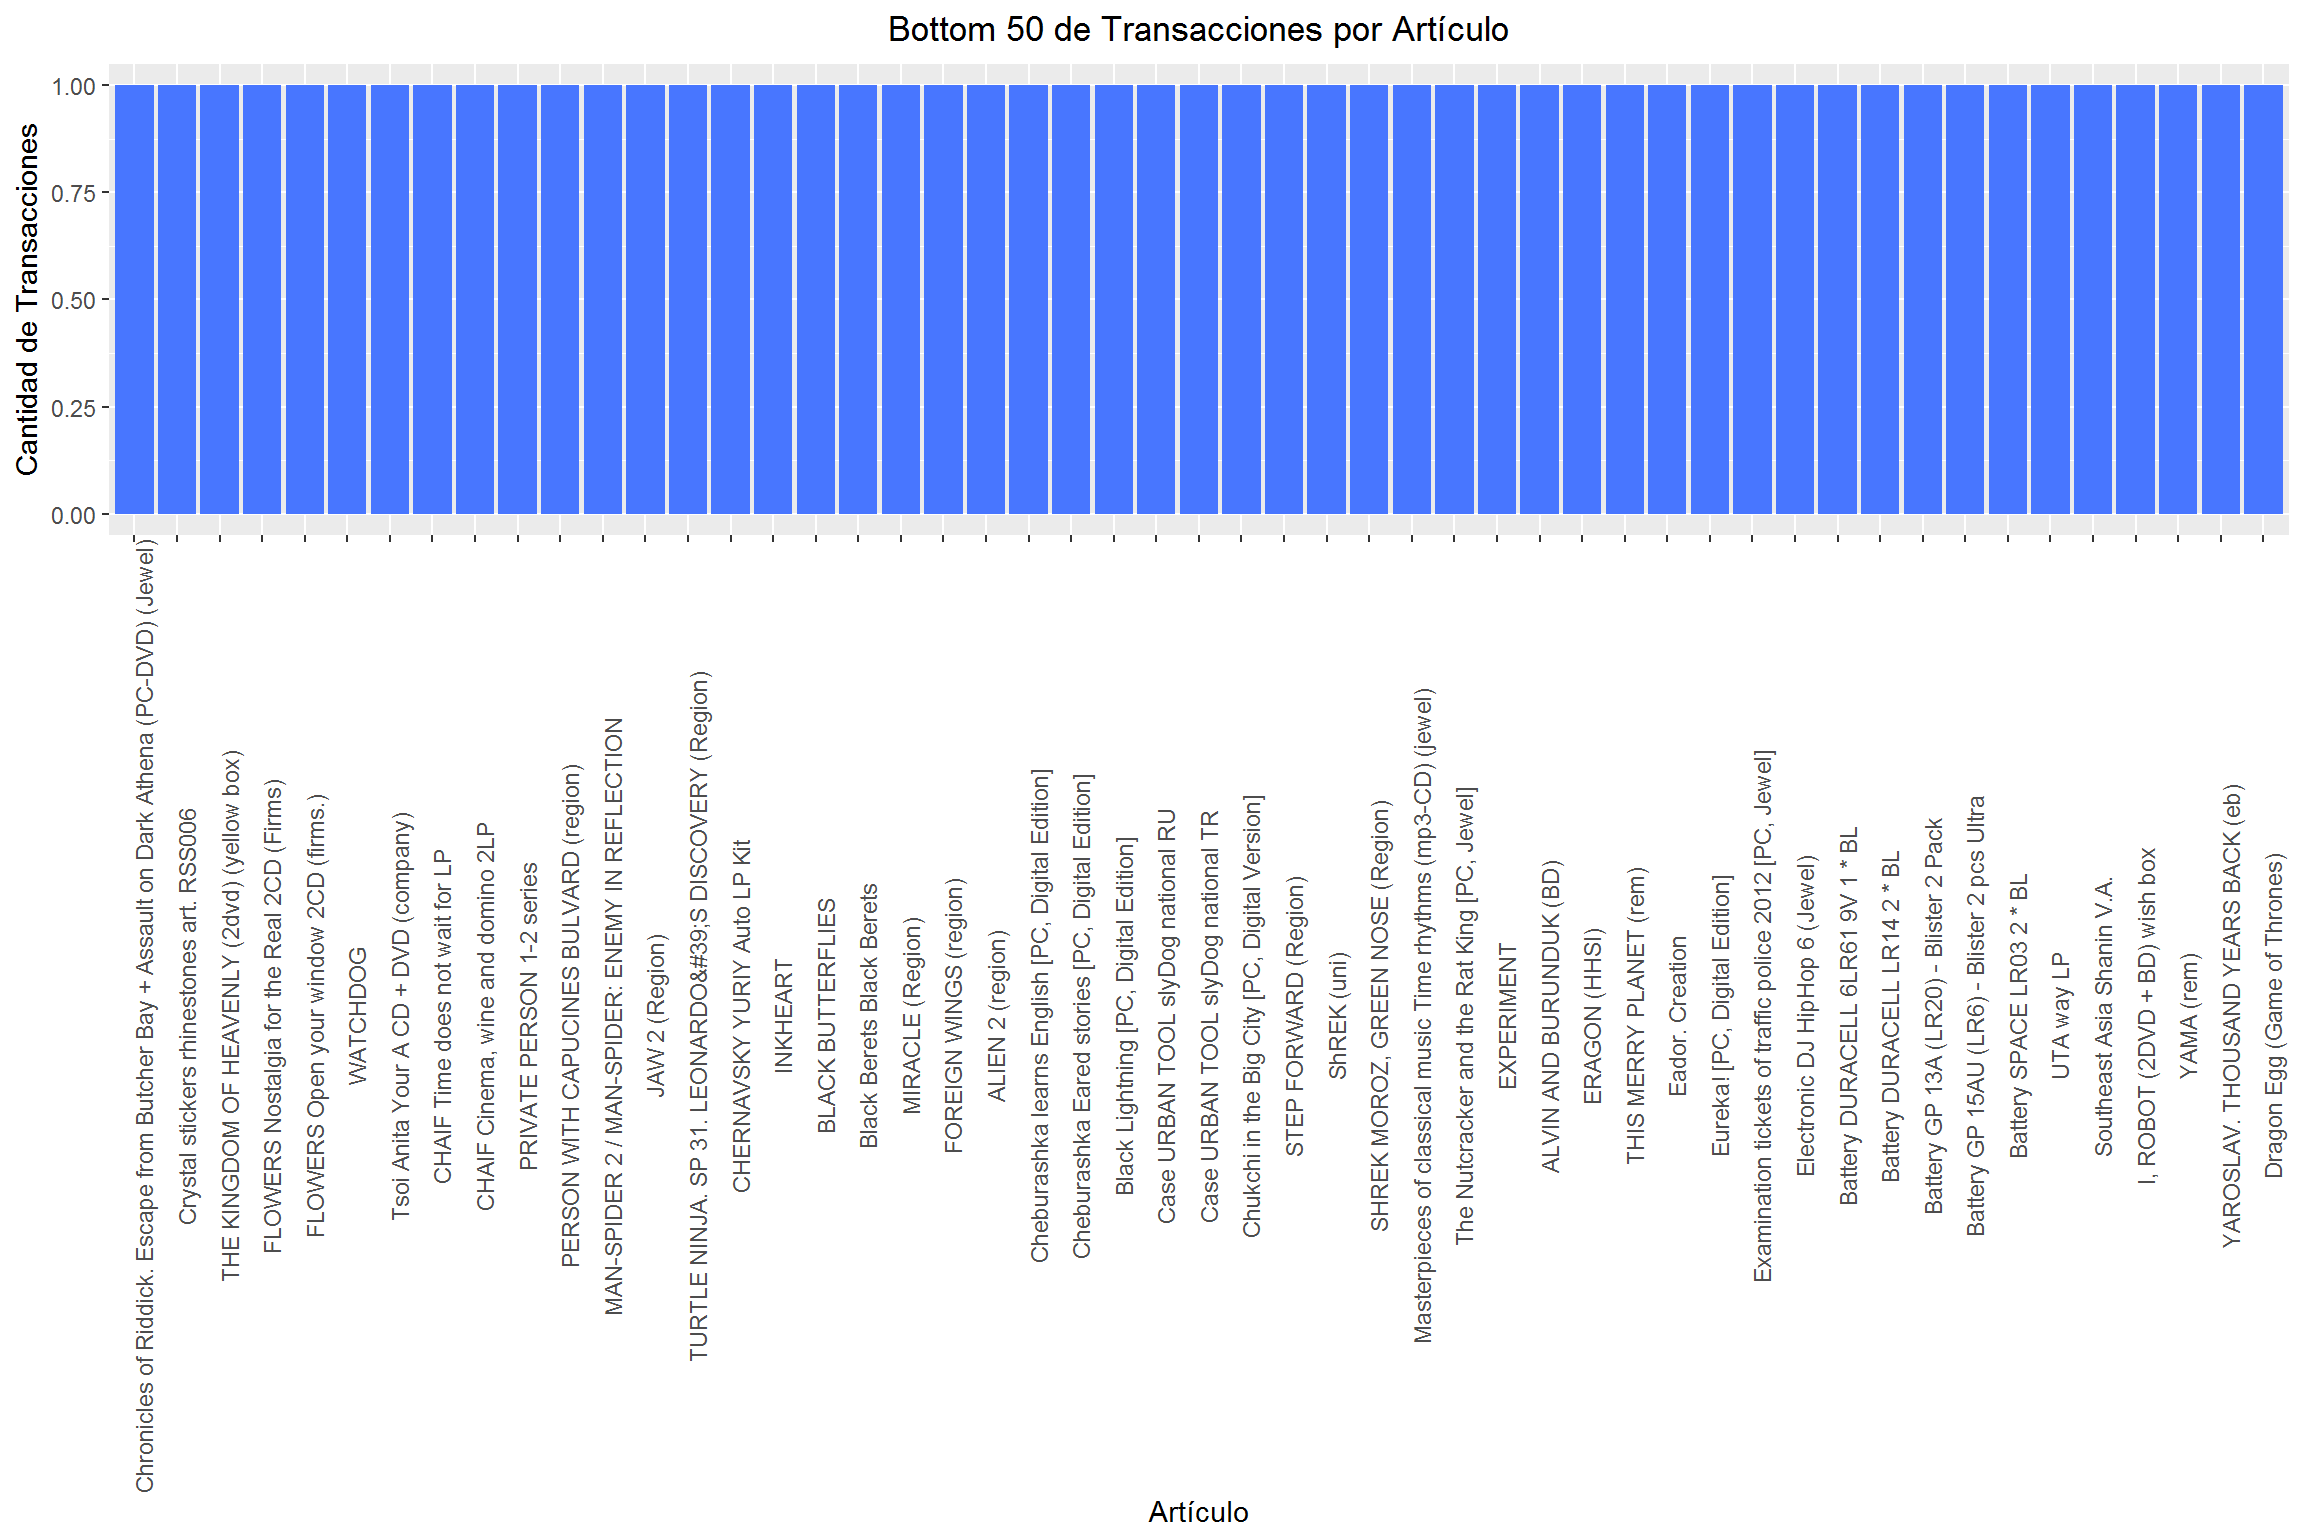 Bottom 50 de Transacciones por Artículo
Cantidad de Transacciones
1.00
0.75
0.50
0.25
0.00
Chronicles of Riddick. Escape from Butcher Bay + Assault on Dark Athena (PC-DVD) (Jewel)
Crystal stickers rhinestones art. RSS006
THE KINGDOM OF HEAVENLY (2dvd) (yellow box)
FLOWERS Nostalgia for the Real 2CD (Firms)
FLOWERS Open your window 2CD (firms.)
WATCHDOG
Tsoi Anita Your A CD + DVD (company)
CHAIF Time does not wait for LP
CHAIF Cinema, wine and domino 2LP
PRIVATE PERSON 1-2 series
PERSON WITH CAPUCINES BULVARD (region)
MAN-SPIDER 2 / MAN-SPIDER: ENEMY IN REFLECTION
JAW 2 (Region)
TURTLE NINJA. SP 31. LEONARDO&#39;S DISCOVERY (Region)
CHERNAVSKY YURIY Auto LP Kit
INKHEART
BLACK BUTTERFLIES
Black Berets Black Berets
MIRACLE (Region)
FOREIGN WINGS (region)
ALIEN 2 (region)
Cheburashka learns English [PC, Digital Edition]
Cheburashka Eared stories [PC, Digital Edition]
Black Lightning [PC, Digital Edition]
Case URBAN TOOL slyDog national RU
Case URBAN TOOL slyDog national TR
Chukchi in the Big City [PC, Digital Version]
STEP FORWARD (Region)
ShREK (uni)
SHREK MOROZ, GREEN NOSE (Region)
Masterpieces of classical music Time rhythms (mp3-CD) (jewel)
The Nutcracker and the Rat King [PC, Jewel]
EXPERIMENT
ALVIN AND BURUNDUK (BD)
ERAGON (HHSI)
THIS MERRY PLANET (rem)
Eador. Creation
Eureka! [PC, Digital Edition]
Examination tickets of traffic police 2012 [PC, Jewel]
Electronic DJ HipHop 6 (Jewel)
Battery DURACELL 6LR61 9V 1 * BL
Battery DURACELL LR14 2 * BL
Battery GP 13A (LR20) - Blister 2 Pack
Battery GP 15AU (LR6) - Blister 2 pcs Ultra
Battery SPACE LR03 2 * BL
UTA way LP
Southeast Asia Shanin V.A.
I, ROBOT (2DVD + BD) wish box
YAMA (rem)
YAROSLAV. THOUSAND YEARS BACK (eb)
Dragon Egg (Game of Thrones)
Artículo